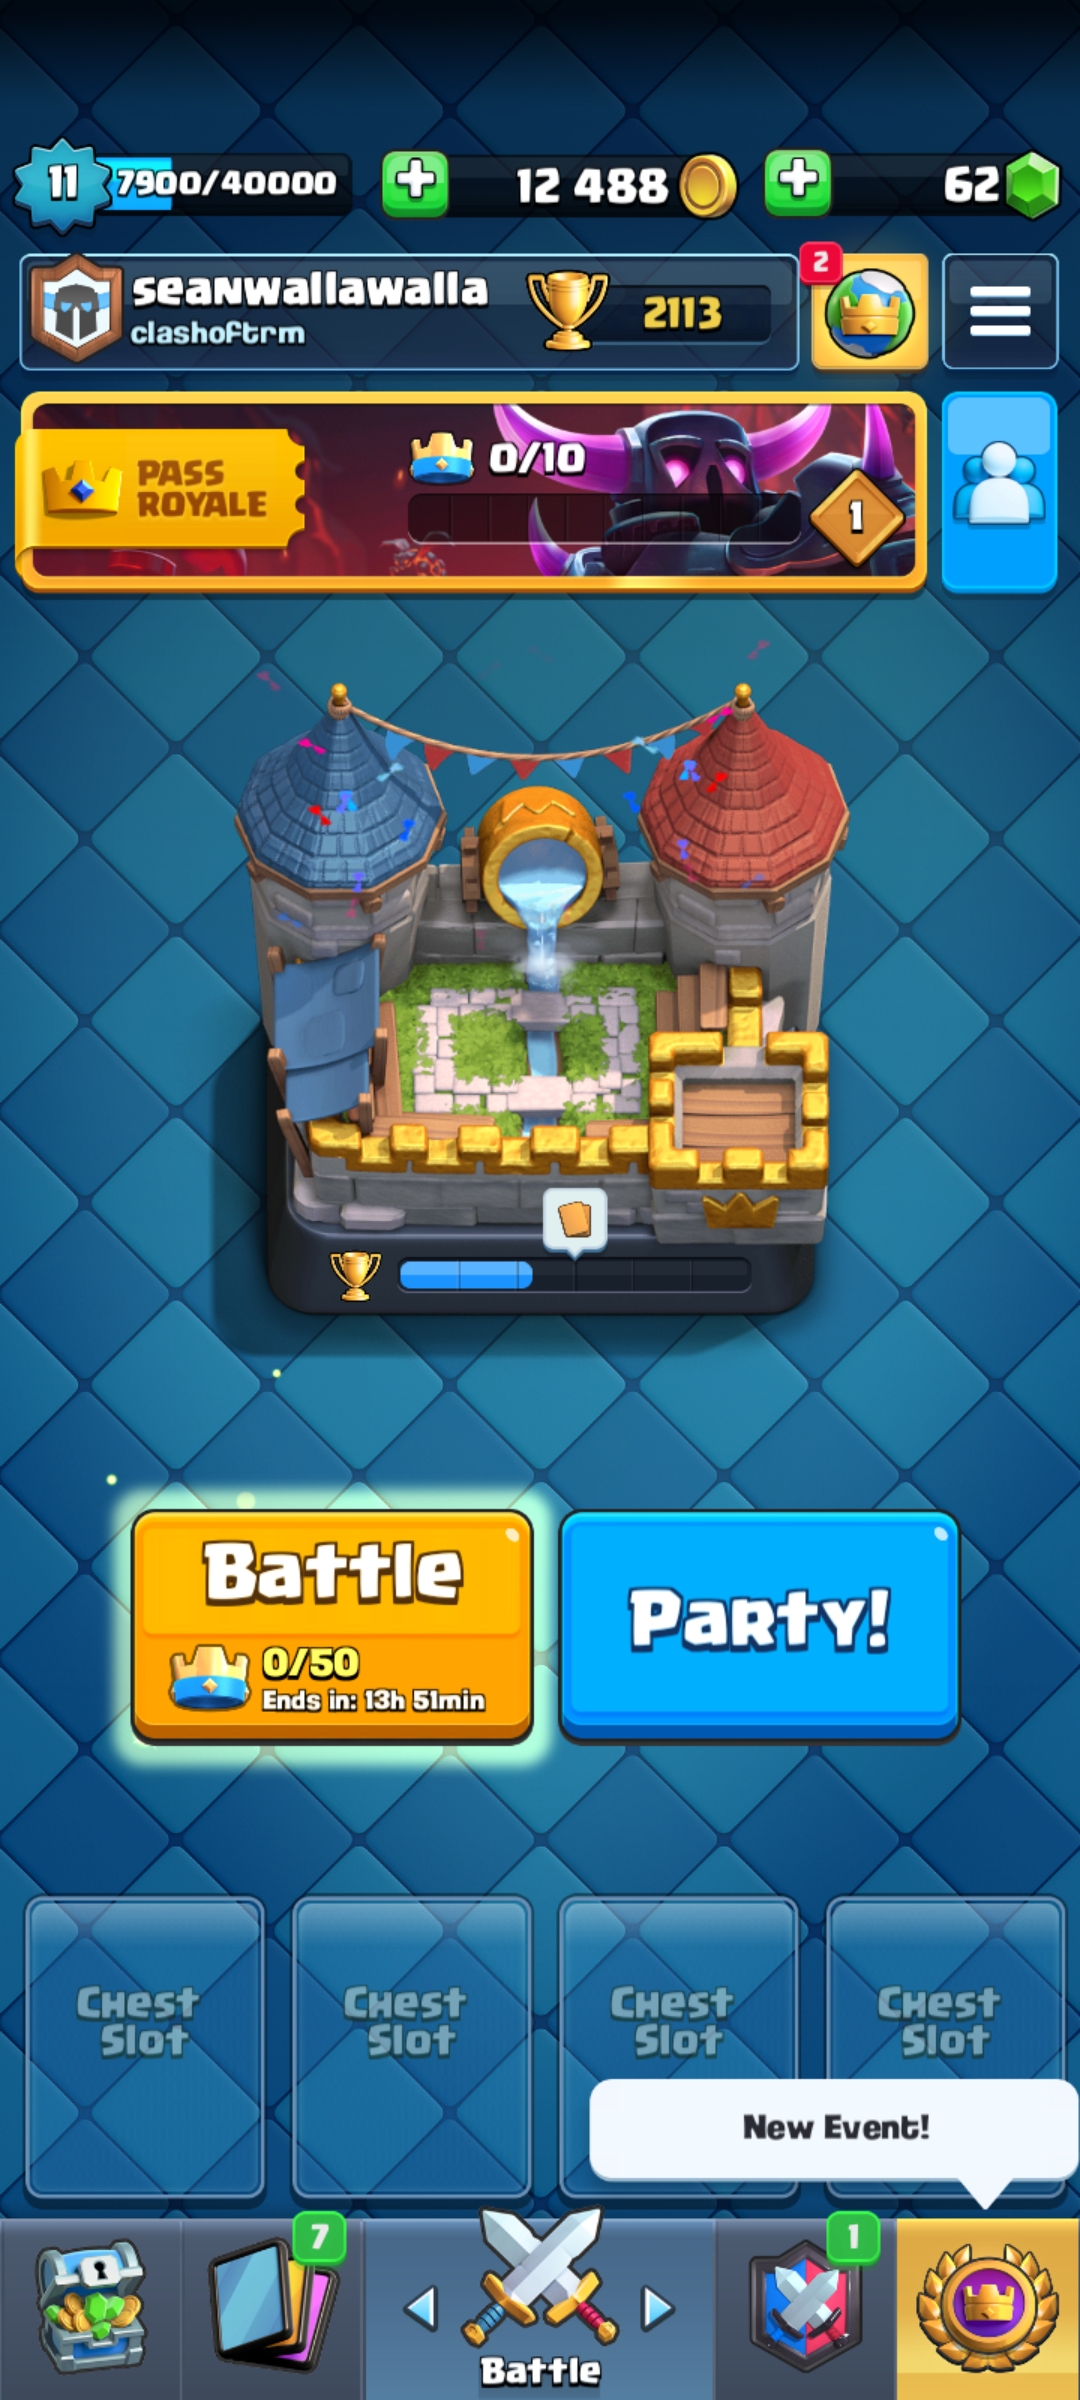 11
7900/40000
12 488
62
seanwallawalla
clashoftrm
2113
2
PASS
ROYALE
0/10
1
Battle
0/50
Ends in: 13h 51min
Party!
Chest
Slot
Chest
Slot
Chest
Slot
Chest
Slot
New Event!
7
1
Battle